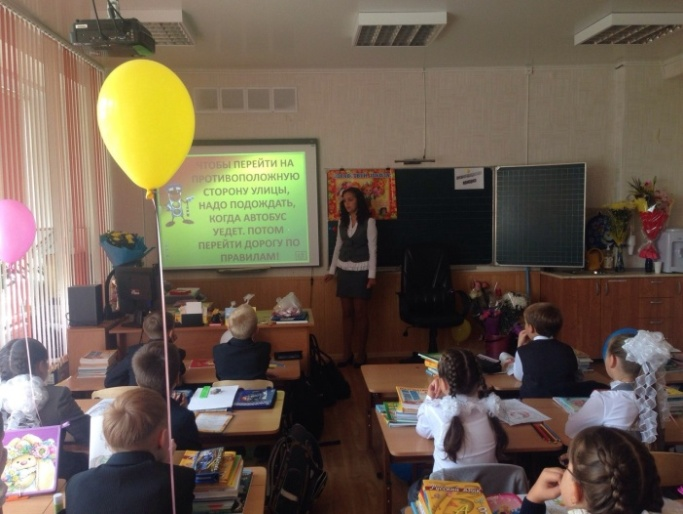 ЧТОБЫ ПЕРЕЙТИ НА
ПРОТИВОПОЛОЖНУЮ
СТОРОНУ УЛИЦЫ,
НАДО ПОДОЖДАТЬ,
КОГДА АВТОБУС
УЕДЕТ. ПОТОМ
ПЕРЕЙТИ ДОРОГУ ПО
ПРАВИЛАМ!